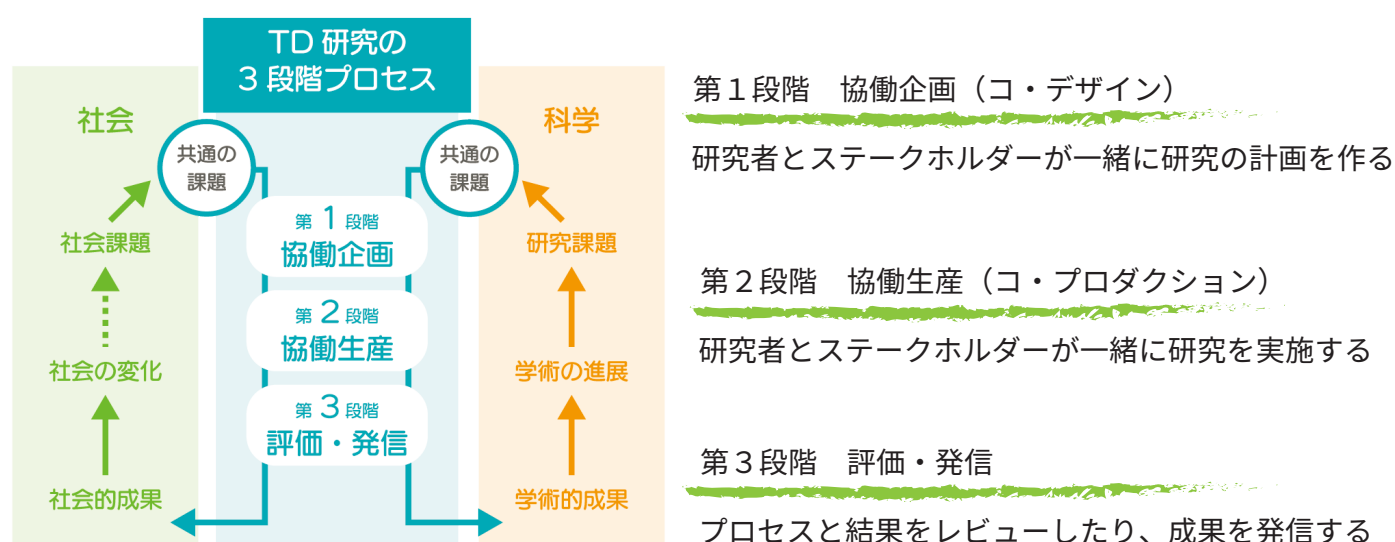 TD 研究の
3 段階プロセス
社会
科学
共通の
課題
共通の
課題
社会課題
研究課題
第 1 段階
協働企画
第 2 段階
協働生産
社会の変化
学術の進展
第 3 段階
評価・発信
社会的成果
学術的成果
第１段階　協働企画（コ・デザイン）
研究者とステークホルダーが一緒に研究の計画を作る
第２段階　協働生産（コ・プロダクション）
研究者とステークホルダーが一緒に研究を実施する
第３段階　評価・発信
プロセスと結果をレビューしたり、成果を発信する